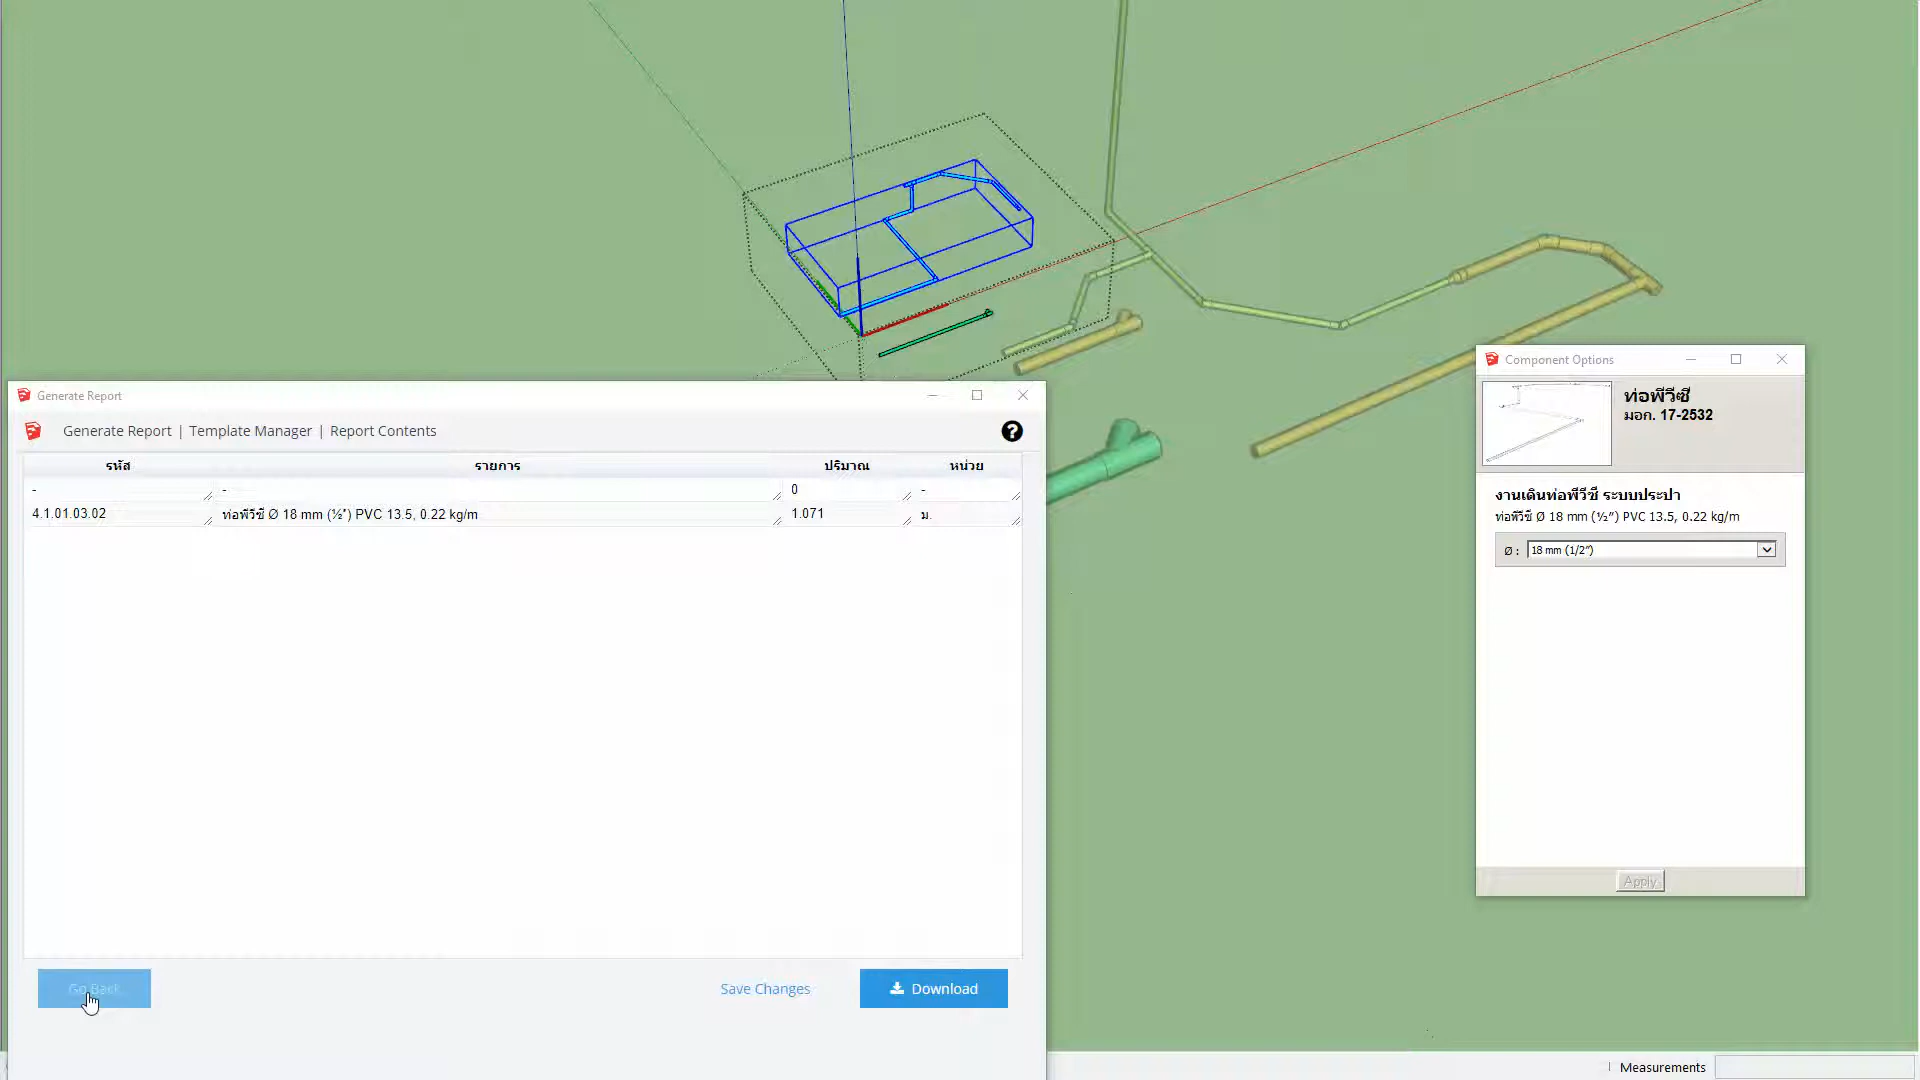 Generate Report
Generate Report | Template Manager | Report Contents
?
รหัส รายการ ปริมาณ หน่วย
- - 0 -
4.1.01.03.02 ท่อพีวีซี Ø 18 mm (½") PVC 13.5, 0.22 kg/m 1.071 ม.
Go Back
Save Changes
Download
Component Options
ท่อพีวีซี
มอก. 17-2532
งานเดินท่อพีวีซี ระบบประปา
ท่อพีวีซี Ø 18 mm (½") PVC 13.5, 0.22 kg/m
Ø : 18 mm (1/2")
Apply
Measurements